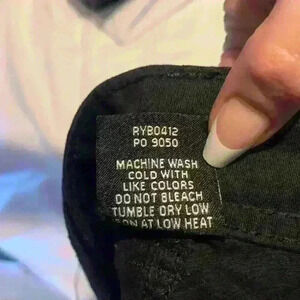 RYB0412
PO 9050
MACHINE WASH
COLD WITH
LIKE COLORS
DO NOT BLEACH
TUMBLE DRY LOW
AT LOW HEAT